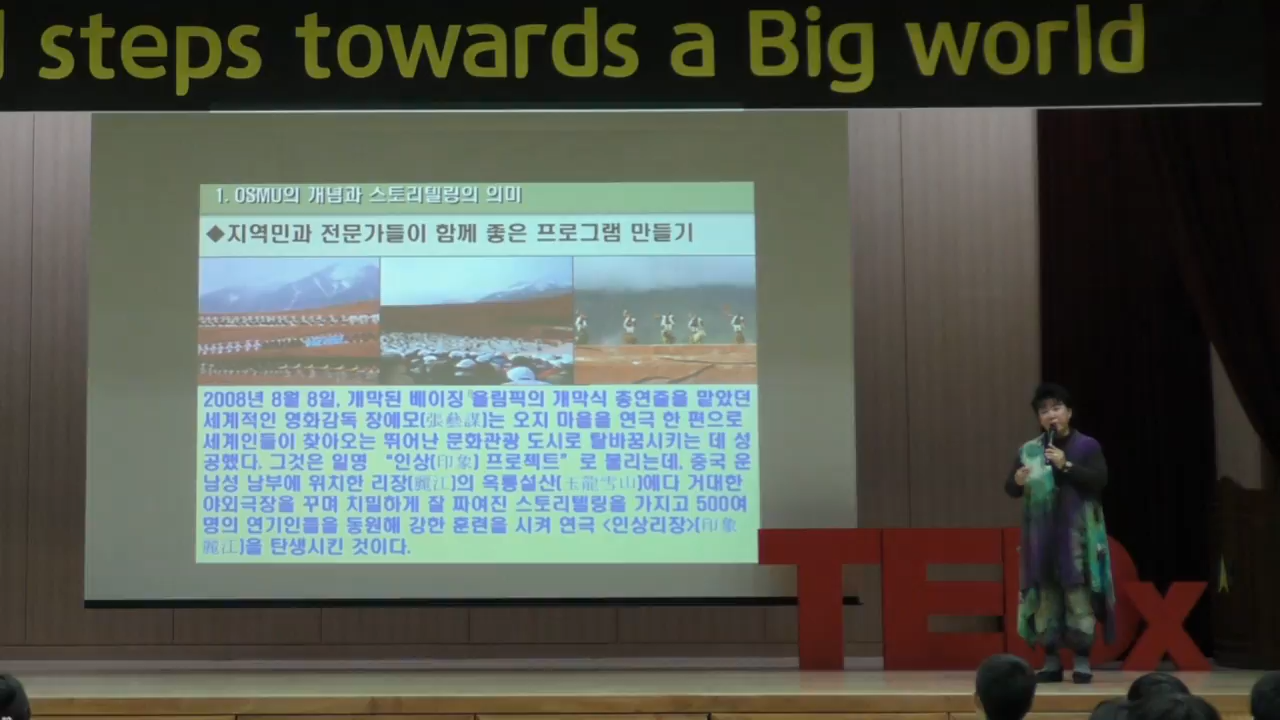 steps towards a Big world
1. OSMU의 개념과 스토리텔링의 의미
◆지역민과 전문가들이 함께 좋은 프로그램 만들기
2008년 8월 8일, 개막된 베이징 올림픽의 개막식 총연출을 맡았던
세계적인 영화감독 장예모(張藝謀)는 오지 마을을 연극 한 편으로
세계인들이 찾아오는 뛰어난 문화관광 도시로 탈바꿈시키는 데 성
공했다. 그것은 일명 “인상(印象) 프로젝트”로 불리는데, 중국 운
남성 남부에 위치한 리장(麗江)의 옥룡설산(玉龍雪山)에다 거대한
야외극장을 꾸며 치밀하게 잘 짜여진 스토리텔링을 가지고 500여
명의 연기인들을 동원해 강한 훈련을 시켜 연극 <인상리장>(印象
麗江)을 탄생시킨 것이다.
TEDx